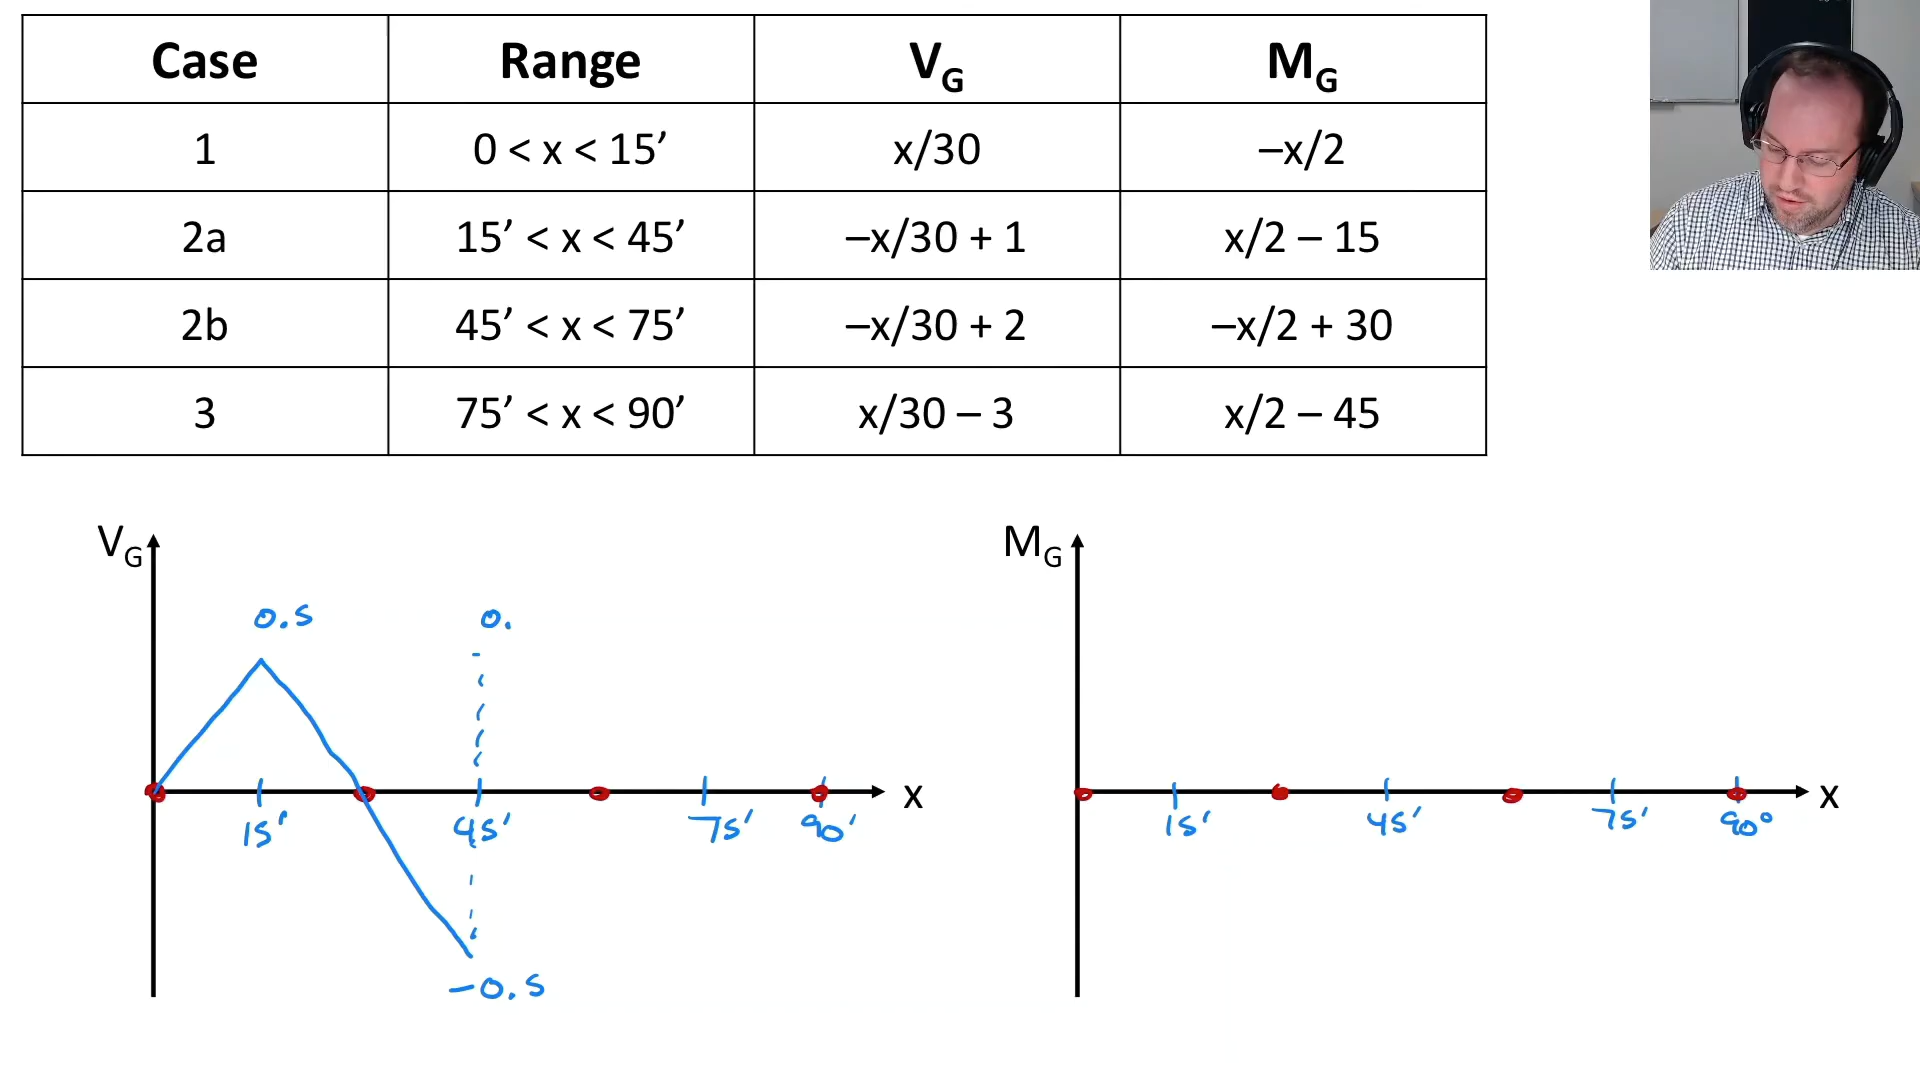 Case Range V_G M_G
1 0 < x < 15’ x/30 –x/2
2a 15’ < x < 45’ –x/30 + 1 x/2 – 15
2b 45’ < x < 75’ –x/30 + 2 –x/2 + 30
3 75’ < x < 90’ x/30 – 3 x/2 – 45
V_G
0.5 0.
15' 45' 75' 90' x
-0.5
M_G
15' 45' 75' 90° x